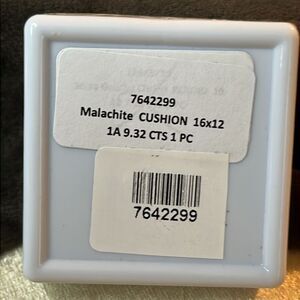 7642299
Malachite CUSHION 16x12
1A 9.32 CTS 1 PC
7642299